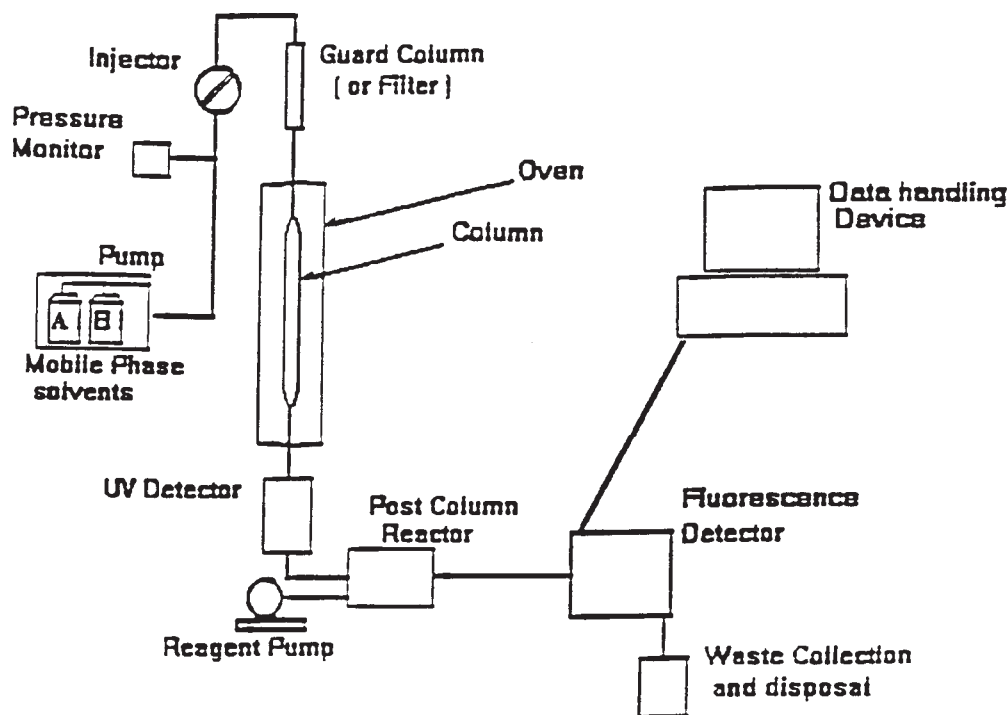 Injector
Guard Column
( or Filter )
Pressure
Monitor
Oven
Data handling
Device
Column
Pump
A B
Mobile Phase
solvents
UV Detector
Post Column
Reactor
Fluorescence
Detector
Reagent Pump
Waste Collection
and disposal